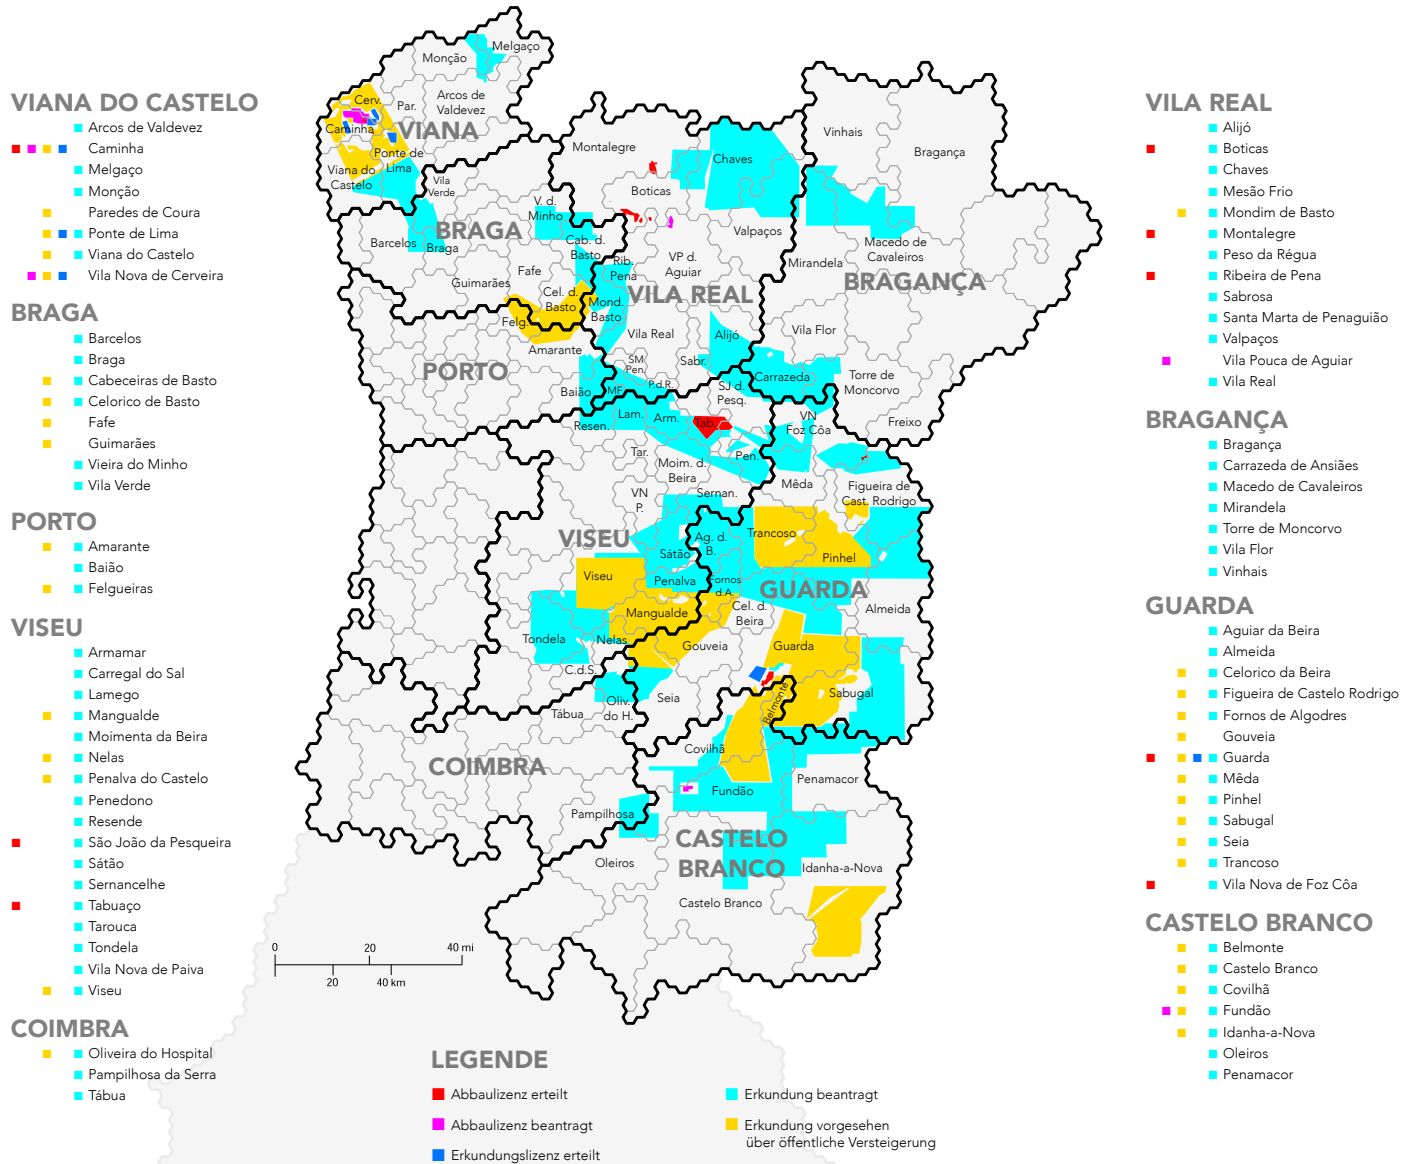 VIANA DO CASTELO
Arcos de Valdevez
Caminha
Melgaço
Monção
Paredes de Coura
Ponte de Lima
Viana do Castelo
Vila Nova de Cerveira
BRAGA
Barcelos
Braga
Cabeceiras de Basto
Celorico de Basto
Fafe
Guimarães
Vieira do Minho
Vila Verde
PORTO
Amarante
Baião
Felgueiras
VISEU
Armamar
Carregal do Sal
Lamego
Mangualde
Moimenta da Beira
Nelas
Penalva do Castelo
Penedono
Resende
São João da Pesqueira
Sátão
Sernancelhe
Tabuaço
Tarouca
Tondela
Vila Nova de Paiva
Viseu
COIMBRA
Oliveira do Hospital
Pampilhosa da Serra
Tábua
Melgaço
Monção
Arcos de
Valdevez
Par.
Cerv.
Caminha
VIANA
Ponte de
Lima
Viana do
Castelo
Vila
Verde
V. d.
Minho
BRAGA
Barcelos
Braga
Cab. d.
Basto
Fafe
Guimarães
Cel. d.
Basto
Felg.
Amarante
PORTO
Baião
Montalegre
Chaves
Boticas
Valpaços
VP d.
Aguiar
Rib.
Pena
VILA REAL
Mond.
Basto
Vila Real
Alijó
SM
Pen.
Sabr.
P.d.R.
MF
Vinhais
Bragança
Macedo de
Cavaleiros
Mirandela
BRAGANÇA
Vila Flor
Carrazeda
Torre de
Moncorvo
Freixo
SJ d.
Pesq.
Resen.
Lam.
Arm.
Tab.
VN
Foz Côa
Tar.
Moim. d.
Beira
Pen.
Mêda
Figueira de
Cast. Rodrigo
VN
P.
Sernan.
VISEU
Sátão
Ag. d.
B.
Trancoso
Pinhel
Viseu
Penalva
Fornos
d.A.
GUARDA
Mangualde
Cel. d.
Beira
Almeida
Tondela
Nelas
Gouveia
Guarda
C.d.S.
Oliv.
do H.
Seia
Belmonte
Sabugal
Tábua
COIMBRA
Covilhã
Fundão
Penamacor
Pampilhosa
CASTELO
BRANCO
Oleiros
Idanha-a-Nova
Castelo Branco
0 20 40 mi
20 40 km
VILA REAL
Alijó
Boticas
Chaves
Mesão Frio
Mondim de Basto
Montalegre
Peso da Régua
Ribeira de Pena
Sabrosa
Santa Marta de Penaguião
Valpaços
Vila Pouca de Aguiar
Vila Real
BRAGANÇA
Bragança
Carrazeda de Ansiães
Macedo de Cavaleiros
Mirandela
Torre de Moncorvo
Vila Flor
Vinhais
GUARDA
Aguiar da Beira
Almeida
Celorico da Beira
Figueira de Castelo Rodrigo
Fornos de Algodres
Gouveia
Guarda
Mêda
Pinhel
Sabugal
Seia
Trancoso
Vila Nova de Foz Côa
CASTELO BRANCO
Belmonte
Castelo Branco
Covilhã
Fundão
Idanha-a-Nova
Oleiros
Penamacor
LEGENDE
Abbaulizenz erteilt
Abbaulizenz beantragt
Erkundungslizenz erteilt
Erkundung beantragt
Erkundung vorgesehen
über öffentliche Versteigerung